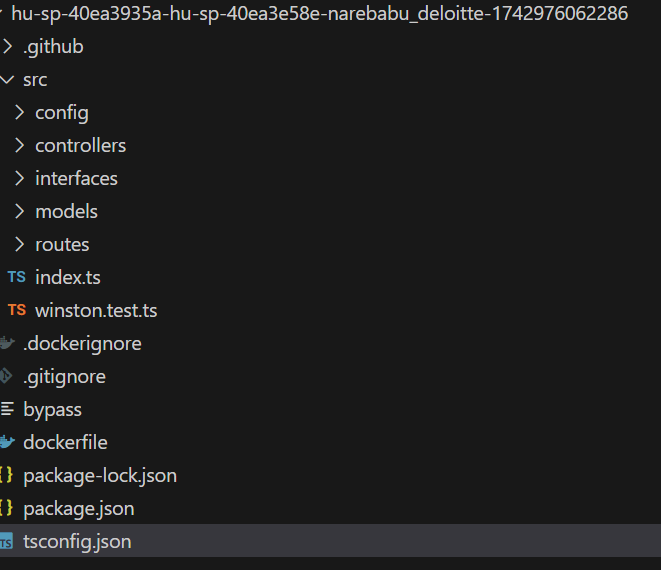 hu-sp-40ea3935a-hu-sp-40ea3e58e-narebabu_deloitte-1742976062286
.github
src
config
controllers
interfaces
models
routes
TS index.ts
TS winston.test.ts
.dockerignore
.gitignore
bypass
dockerfile
{} package-lock.json
{} package.json
TS tsconfig.json